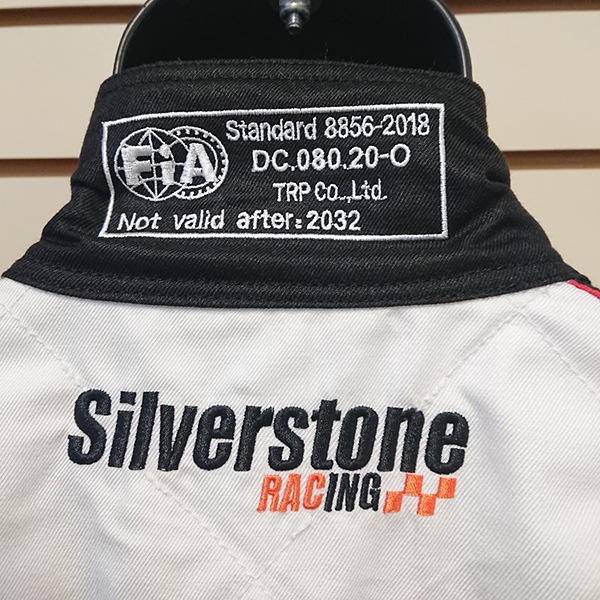 FiA
Standard 8856-2018
DC.080.20-O
TRP Co.,Ltd.
Not valid after: 2032
Silverstone
RACING